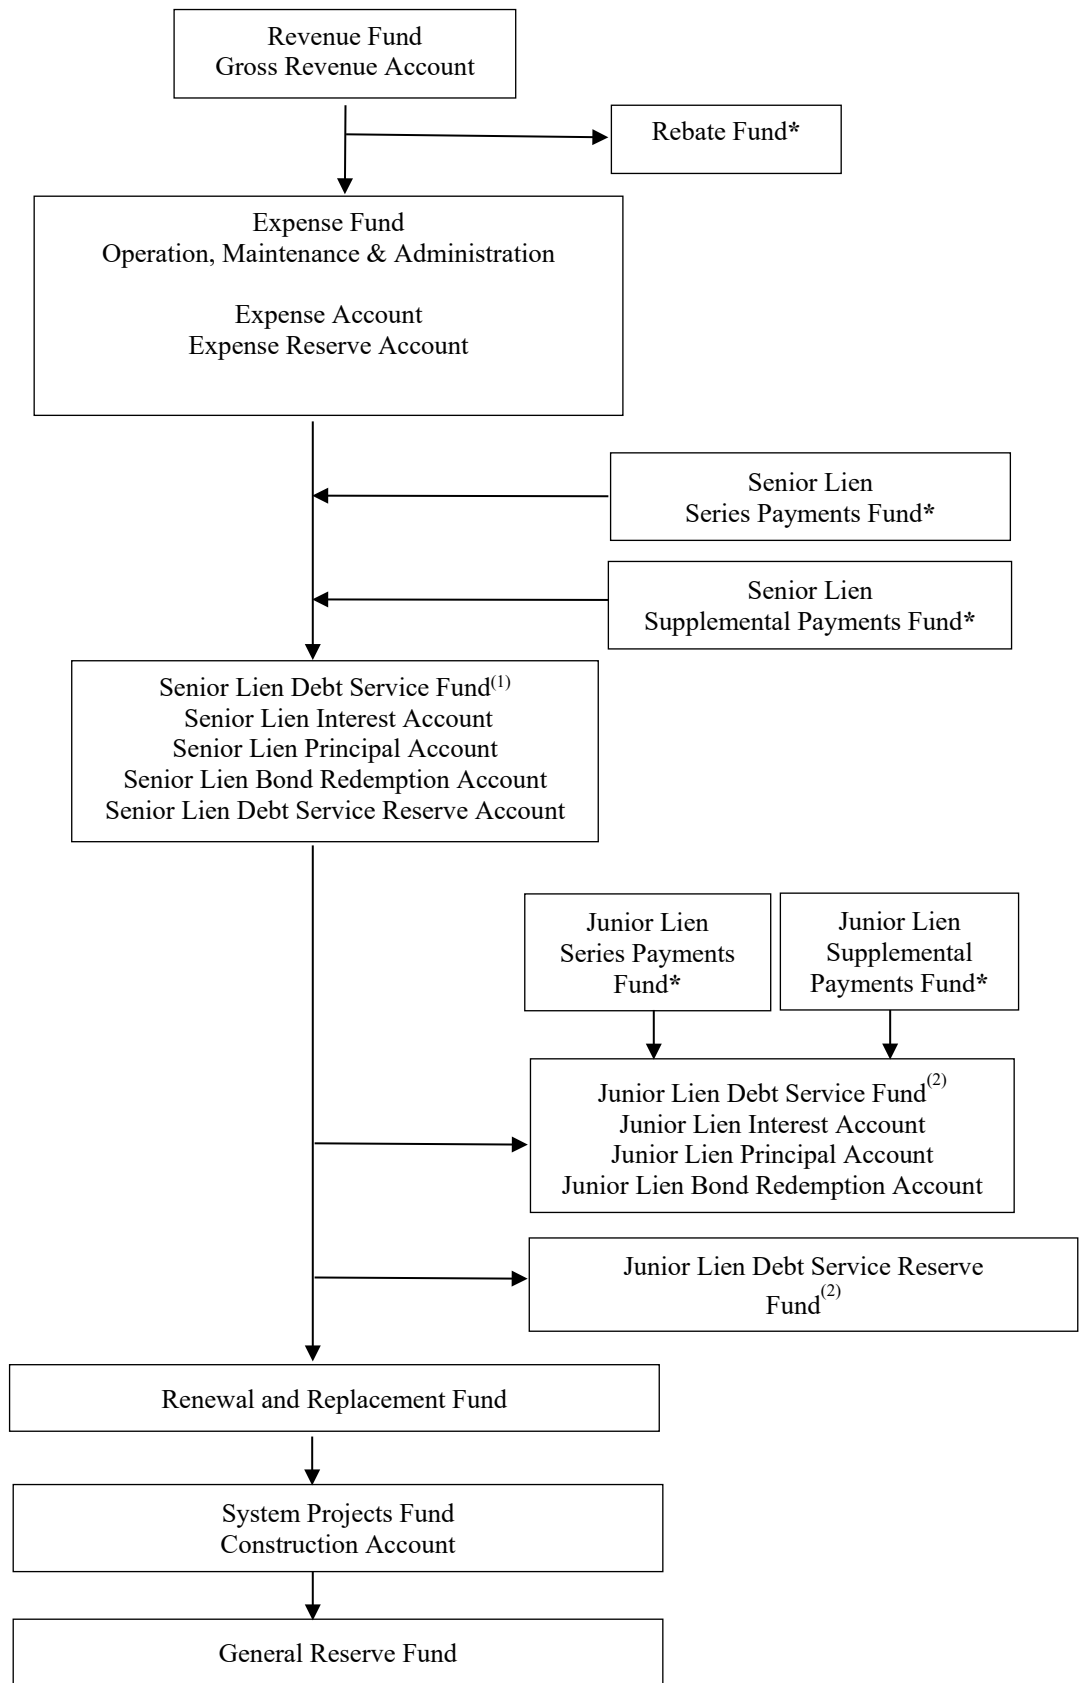 Revenue Fund
Gross Revenue Account
Rebate Fund*
Expense Fund
Operation, Maintenance & Administration
Expense Account
Expense Reserve Account
Senior Lien
Series Payments Fund*
Senior Lien
Supplemental Payments Fund*
Senior Lien Debt Service Fund(1)
Senior Lien Interest Account
Senior Lien Principal Account
Senior Lien Bond Redemption Account
Senior Lien Debt Service Reserve Account
Junior Lien
Series Payments
Fund*
Junior Lien
Supplemental
Payments Fund*
Junior Lien Debt Service Fund(2)
Junior Lien Interest Account
Junior Lien Principal Account
Junior Lien Bond Redemption Account
Junior Lien Debt Service Reserve
Fund(2)
Renewal and Replacement Fund
System Projects Fund
Construction Account
General Reserve Fund